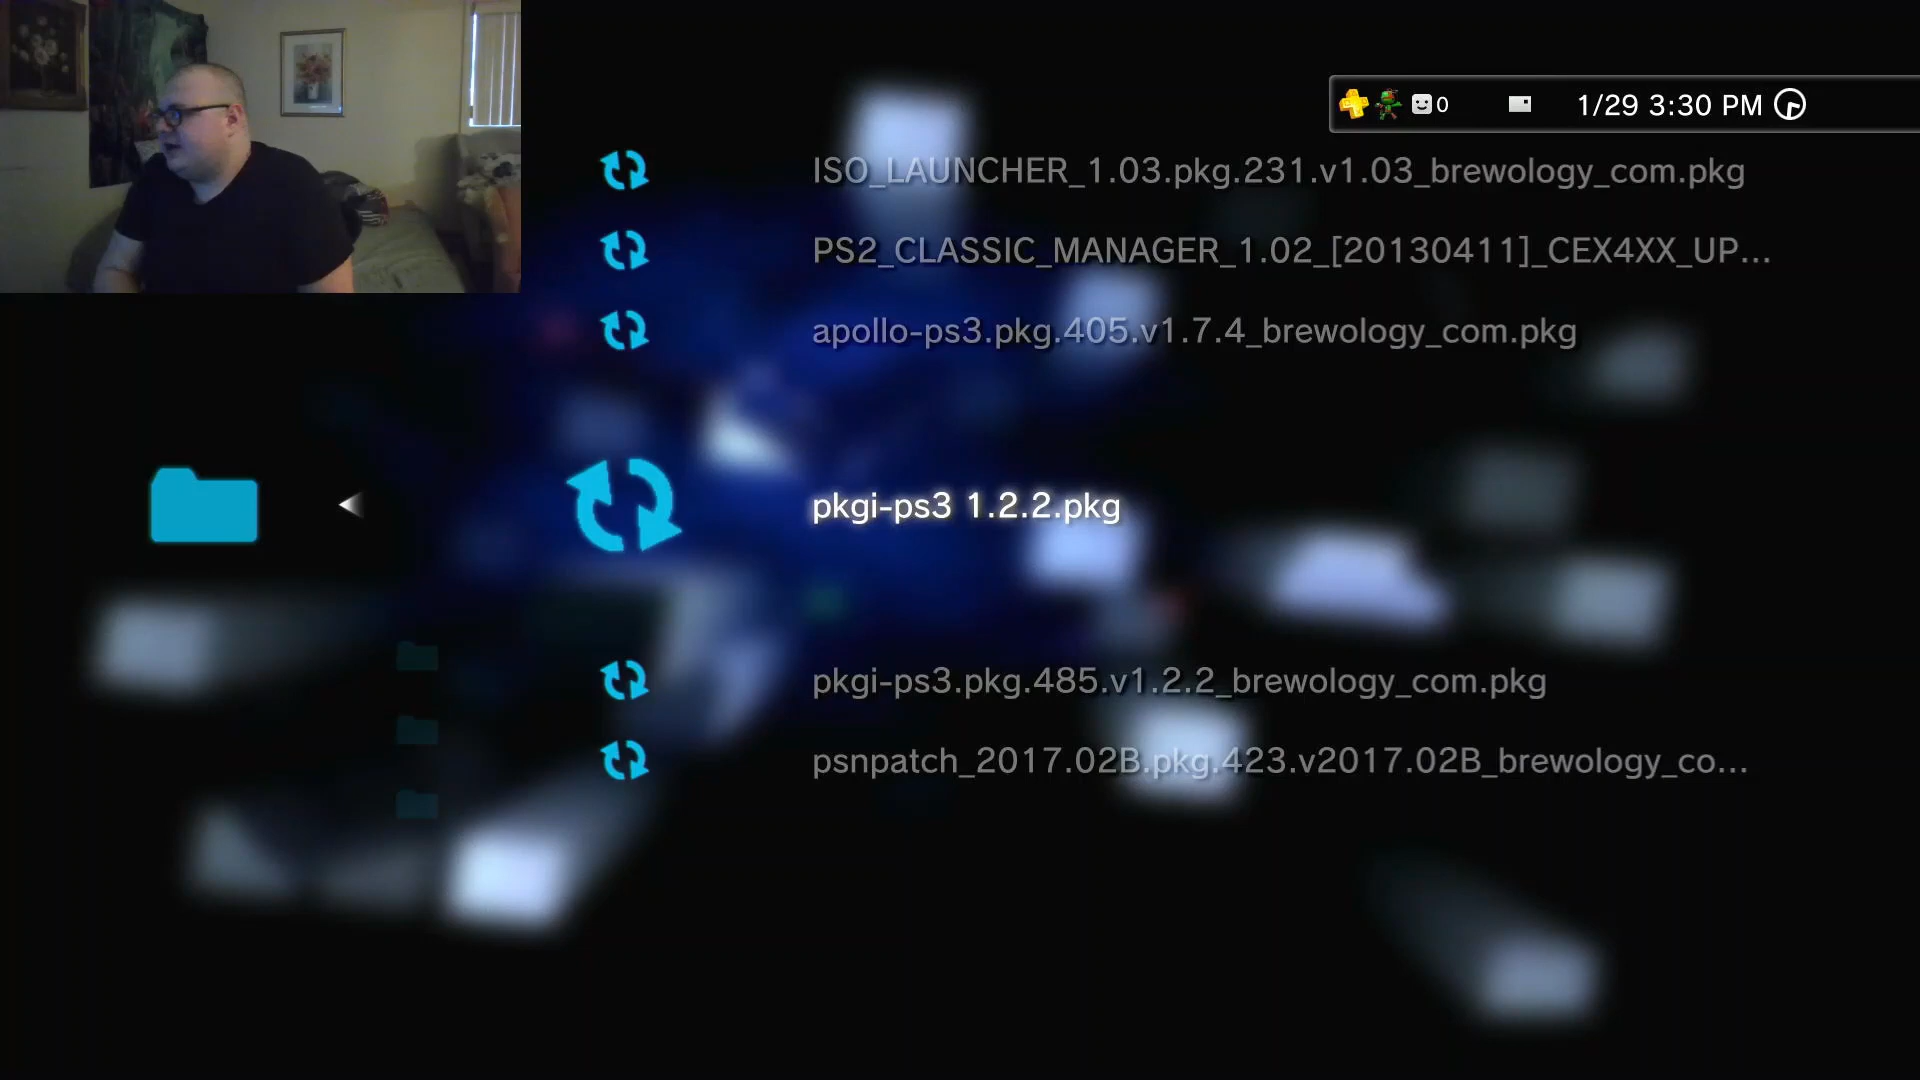 0 1/29 3:30 PM
ISO_LAUNCHER_1.03.pkg.231.v1.03_brewology_com.pkg
PS2_CLASSIC_MANAGER_1.02_[20130411]_CEX4XX_UP...
apollo-ps3.pkg.405.v1.7.4_brewology_com.pkg
pkgi-ps3 1.2.2.pkg
pkgi-ps3.pkg.485.v1.2.2_brewology_com.pkg
psnpatch_2017.02B.pkg.423.v2017.02B_brewology_co...